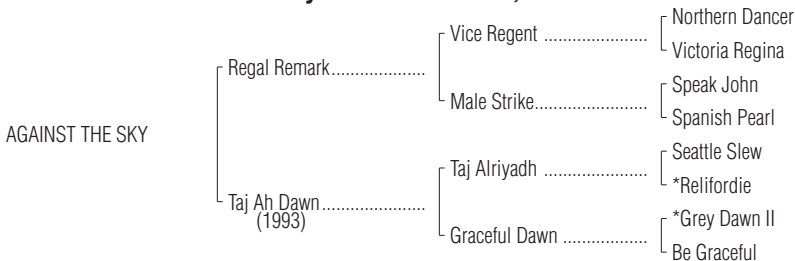 Northern Dancer
Vice Regent ........................
Victoria Regina
Regal Remark.....................
Speak John
Male Strike..........................
Spanish Pearl
AGAINST THE SKY
Seattle Slew
Taj Alriyadh ........................
*Relifordie
Taj Ah Dawn.......................
(1993)
*Grey Dawn II
Graceful Dawn ...................
Be Graceful